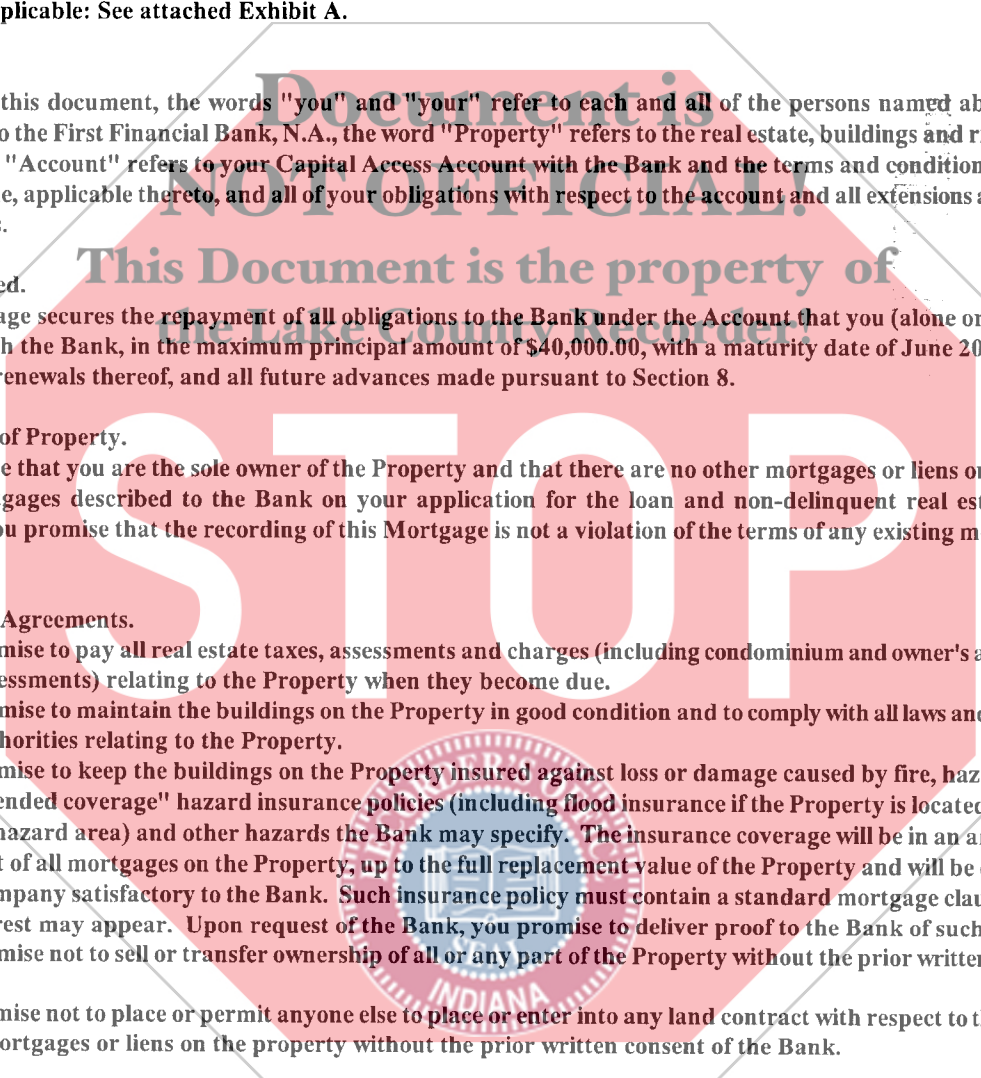 plicable: See attached Exhibit A.
Document is
this document, the words "you" and "your" refer to each and all of the persons named ab
o the First Financial Bank, N.A., the word "Property" refers to the real estate, buildings and r
"Account" refers to your Capital Access Account with the Bank and the terms and condition
NOT OFFICIAL!
e, applicable thereto, and all of your obligations with respect to the account and all extensions a
.
This Document is the property of
ed.
age secures the repayment of all obligations to the Bank under the Account that you (alone or
the Lake County Recorder!
h the Bank, in the maximum principal amount of $40,000.00, with a maturity date of June 20
renewals thereof, and all future advances made pursuant to Section 8.
STOP
of Property.
e that you are the sole owner of the Property and that there are no other mortgages or liens or
gages described to the Bank on your application for the loan and non-delinquent real est
ou promise that the recording of this Mortgage is not a violation of the terms of any existing m
Agreements.
mise to pay all real estate taxes, assessments and charges (including condominium and owner's a
essments) relating to the Property when they become due.
mise to maintain the buildings on the Property in good condition and to comply with all laws and
horities relating to the Property.
RECORDER'S OFFICE
mise to keep the buildings on the Property insured against loss or damage caused by fire, haz
ended coverage" hazard insurance policies (including flood insurance if the Property is located
hazard area) and other hazards the Bank may specify. The insurance coverage will be in an a
t of all mortgages on the Property, up to the full replacement value of the Property and will be
mpany satisfactory to the Bank. Such insurance policy must contain a standard mortgage clau
rest may appear. Upon request of the Bank, you promise to deliver proof to the Bank of such
SEAL
mise not to sell or transfer ownership of all or any part of the Property without the prior written
INDIANA
mise not to place or permit anyone else to place or enter into any land contract with respect to t
ortgages or liens on the property without the prior written consent of the Bank.